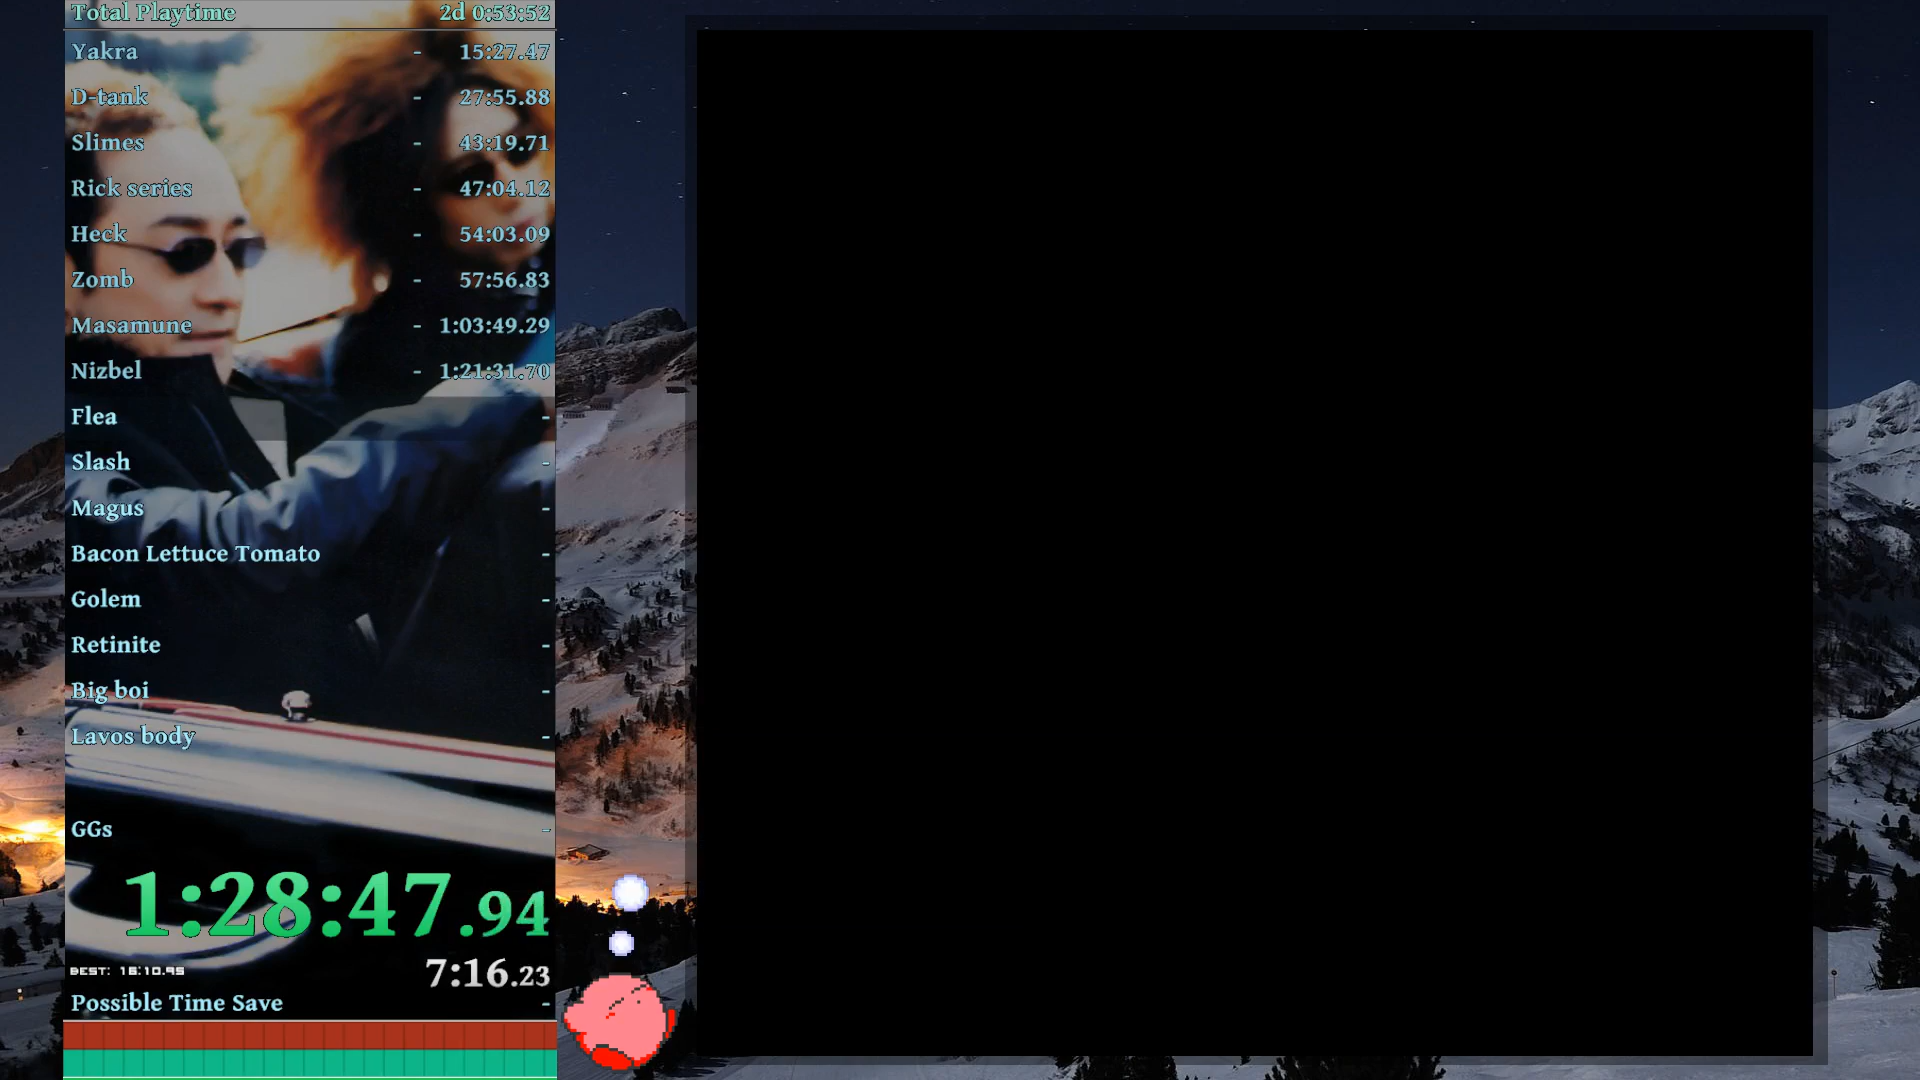 Total Playtime 2d 0:53:52
Yakra - 15:27.47
D-tank - 27:55.88
Slimes - 43:19.71
Rick series - 47:04.12
Heck - 54:03.09
Zomb - 57:56.83
Masamune - 1:03:49.29
Nizbel - 1:21:31.70
Flea -
Slash -
Magus -
Bacon Lettuce Tomato -
Golem -
Retinite -
Big boi -
Lavos body -
GGs -
1:28:47.94
BEST: 16:10.95 7:16.23
Possible Time Save -